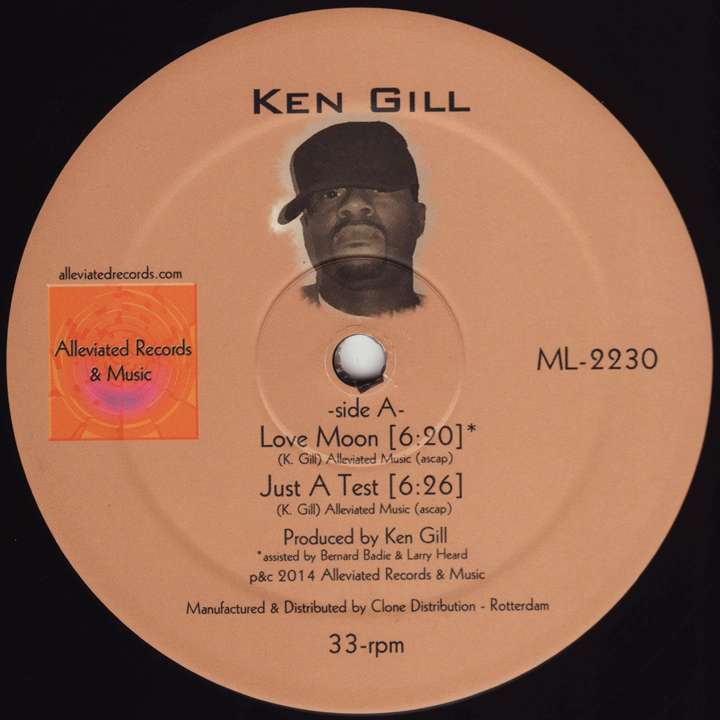 KEN GILL
alleviatedrecords.com
Alleviated Records
& Music
ML-2230
-side A-
Love Moon [6:20]*
(K. Gill) Alleviated Music (ascap)
Just A Test [6:26]
(K. Gill) Alleviated Music (ascap)
Produced by Ken Gill
*assisted by Bernard Badie & Larry Heard
p&c 2014 Alleviated Records & Music
Manufactured & Distributed by Clone Distribution - Rotterdam
33-rpm